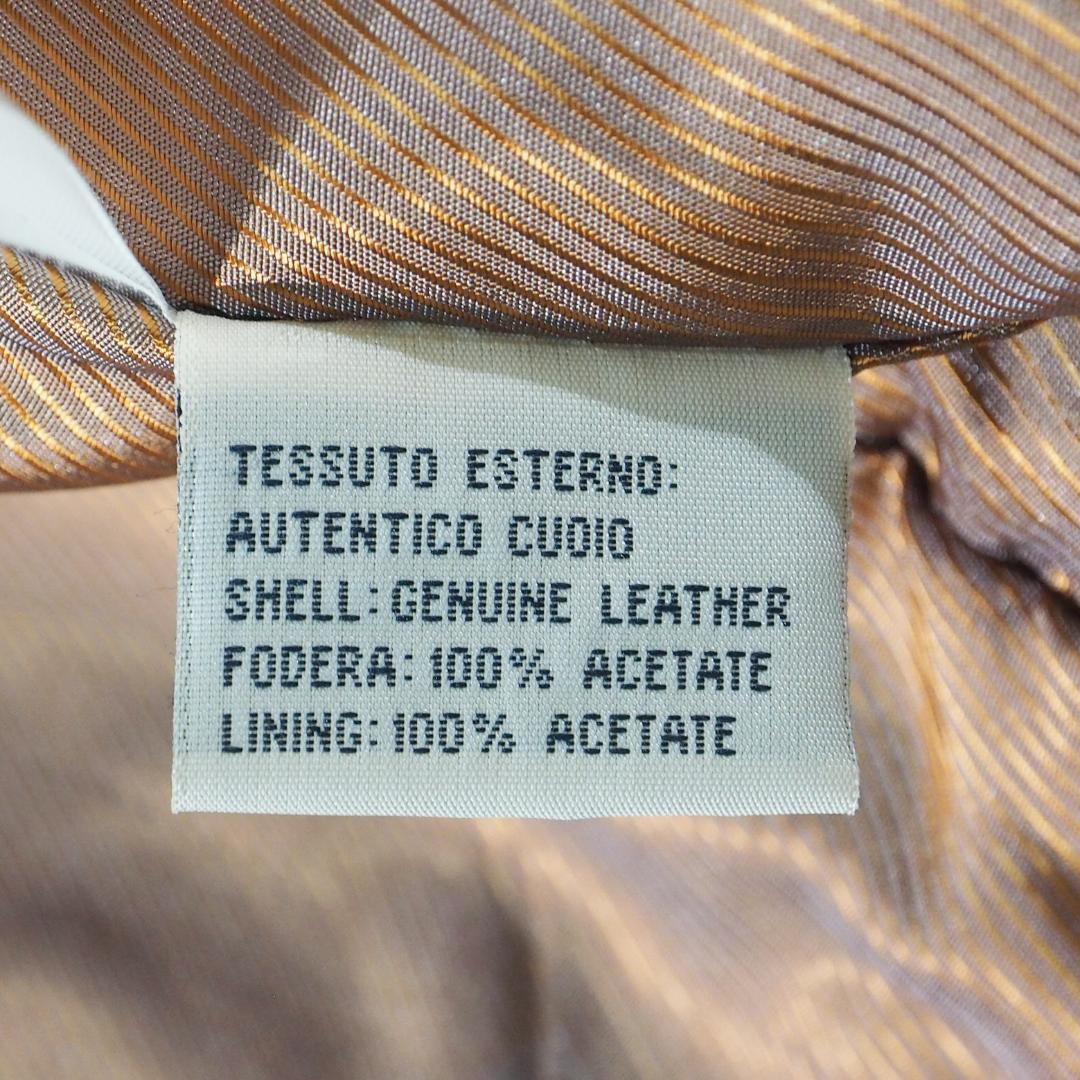 TESSUTO ESTERNO:
AUTENTICO CUOIO
SHELL: GENUINE LEATHER
FODERA: 100% ACETATE
LINING: 100% ACETATE